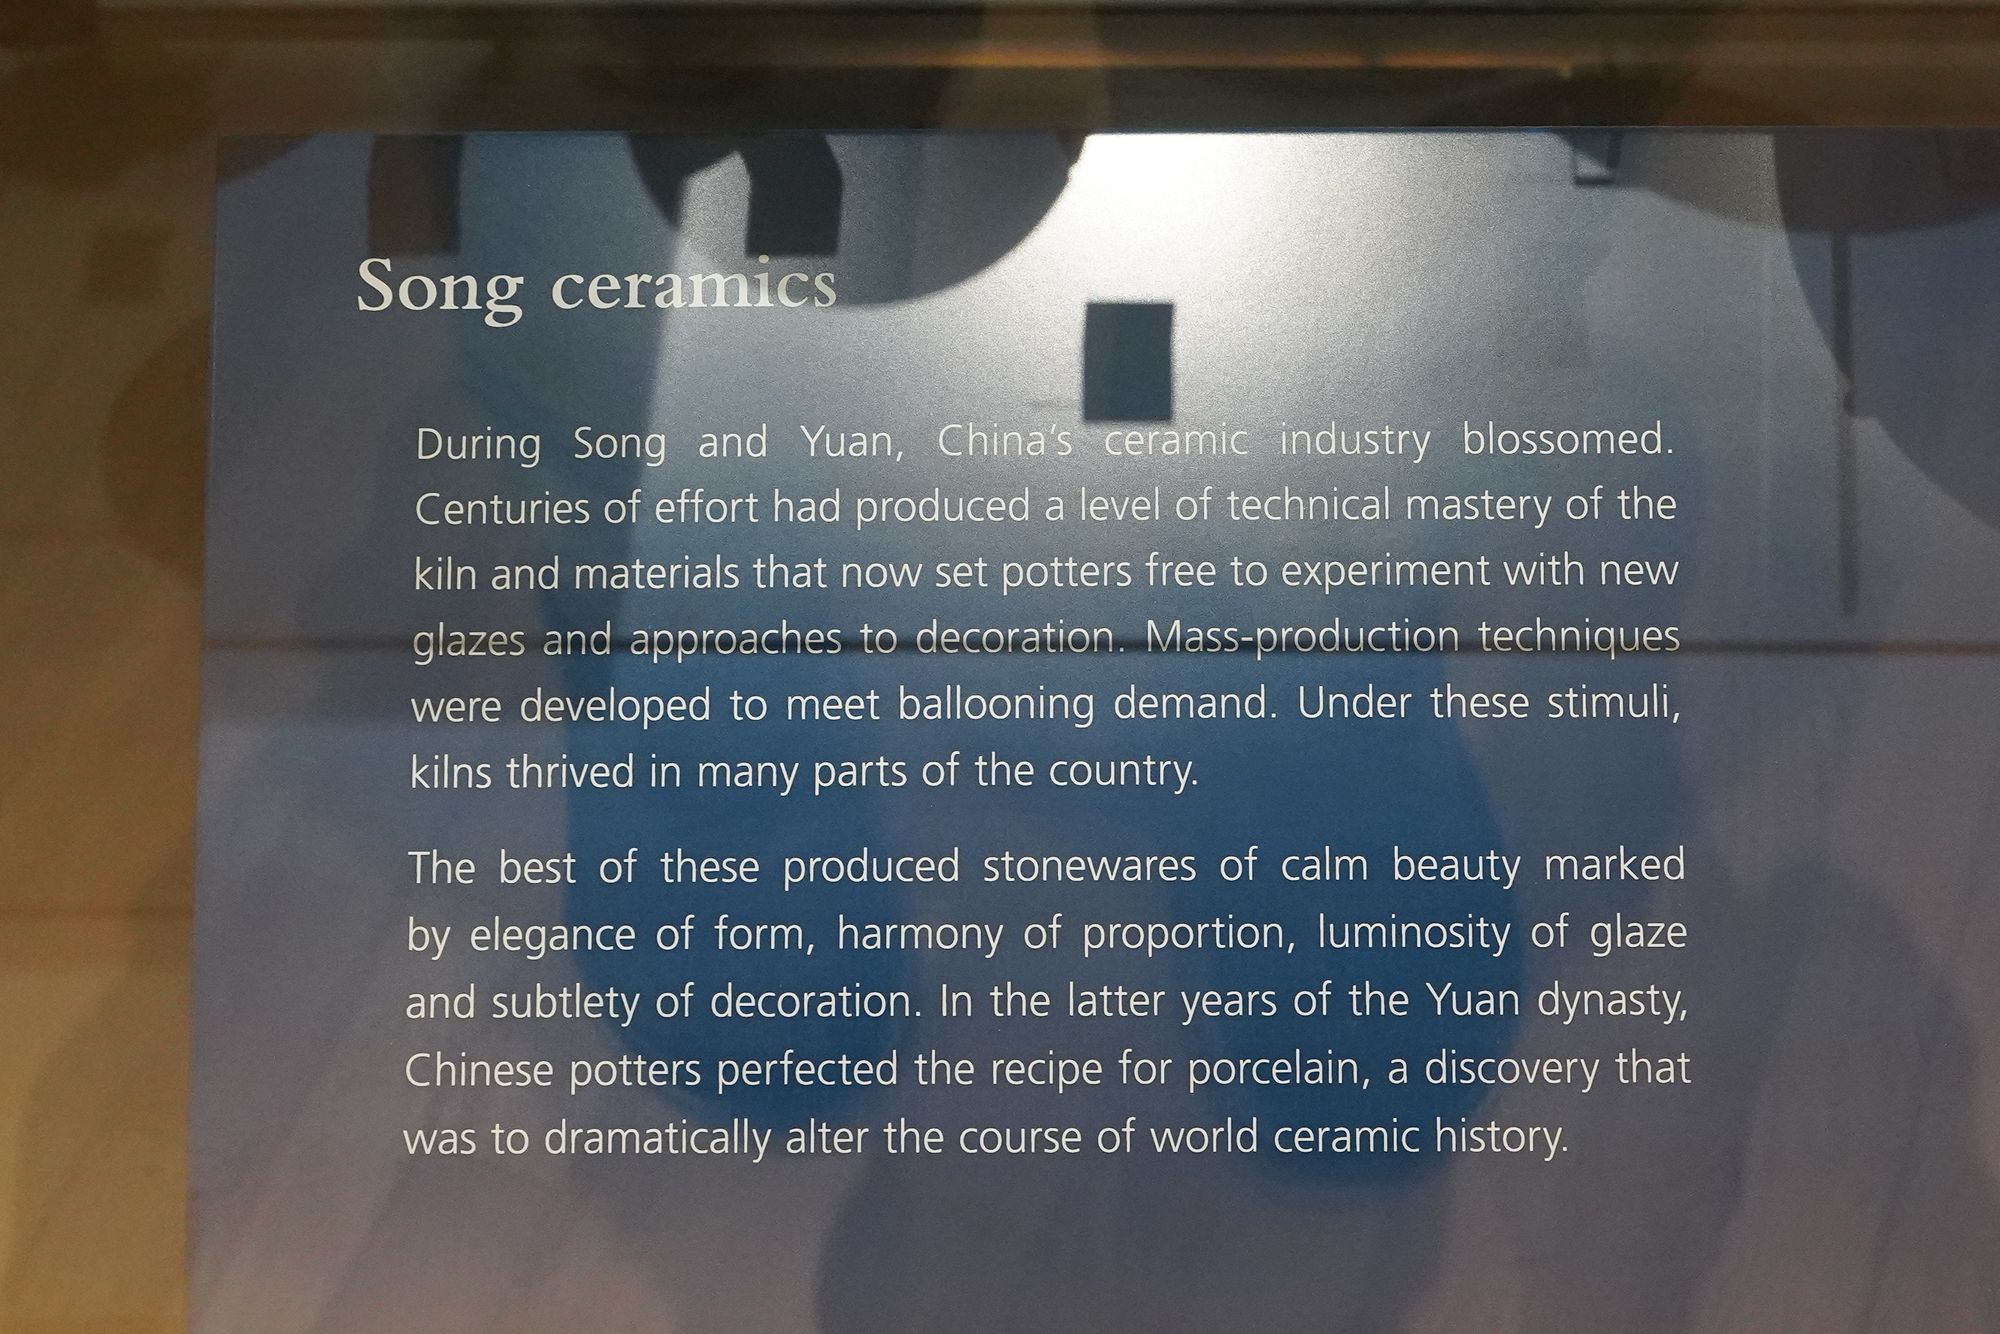 Song ceramics
During Song and Yuan, China's ceramic industry blossomed.
Centuries of effort had produced a level of technical mastery of the
kiln and materials that now set potters free to experiment with new
glazes and approaches to decoration. Mass-production techniques
were developed to meet ballooning demand. Under these stimuli,
kilns thrived in many parts of the country.
The best of these produced stonewares of calm beauty marked
by elegance of form, harmony of proportion, luminosity of glaze
and subtlety of decoration. In the latter years of the Yuan dynasty,
Chinese potters perfected the recipe for porcelain, a discovery that
was to dramatically alter the course of world ceramic history.